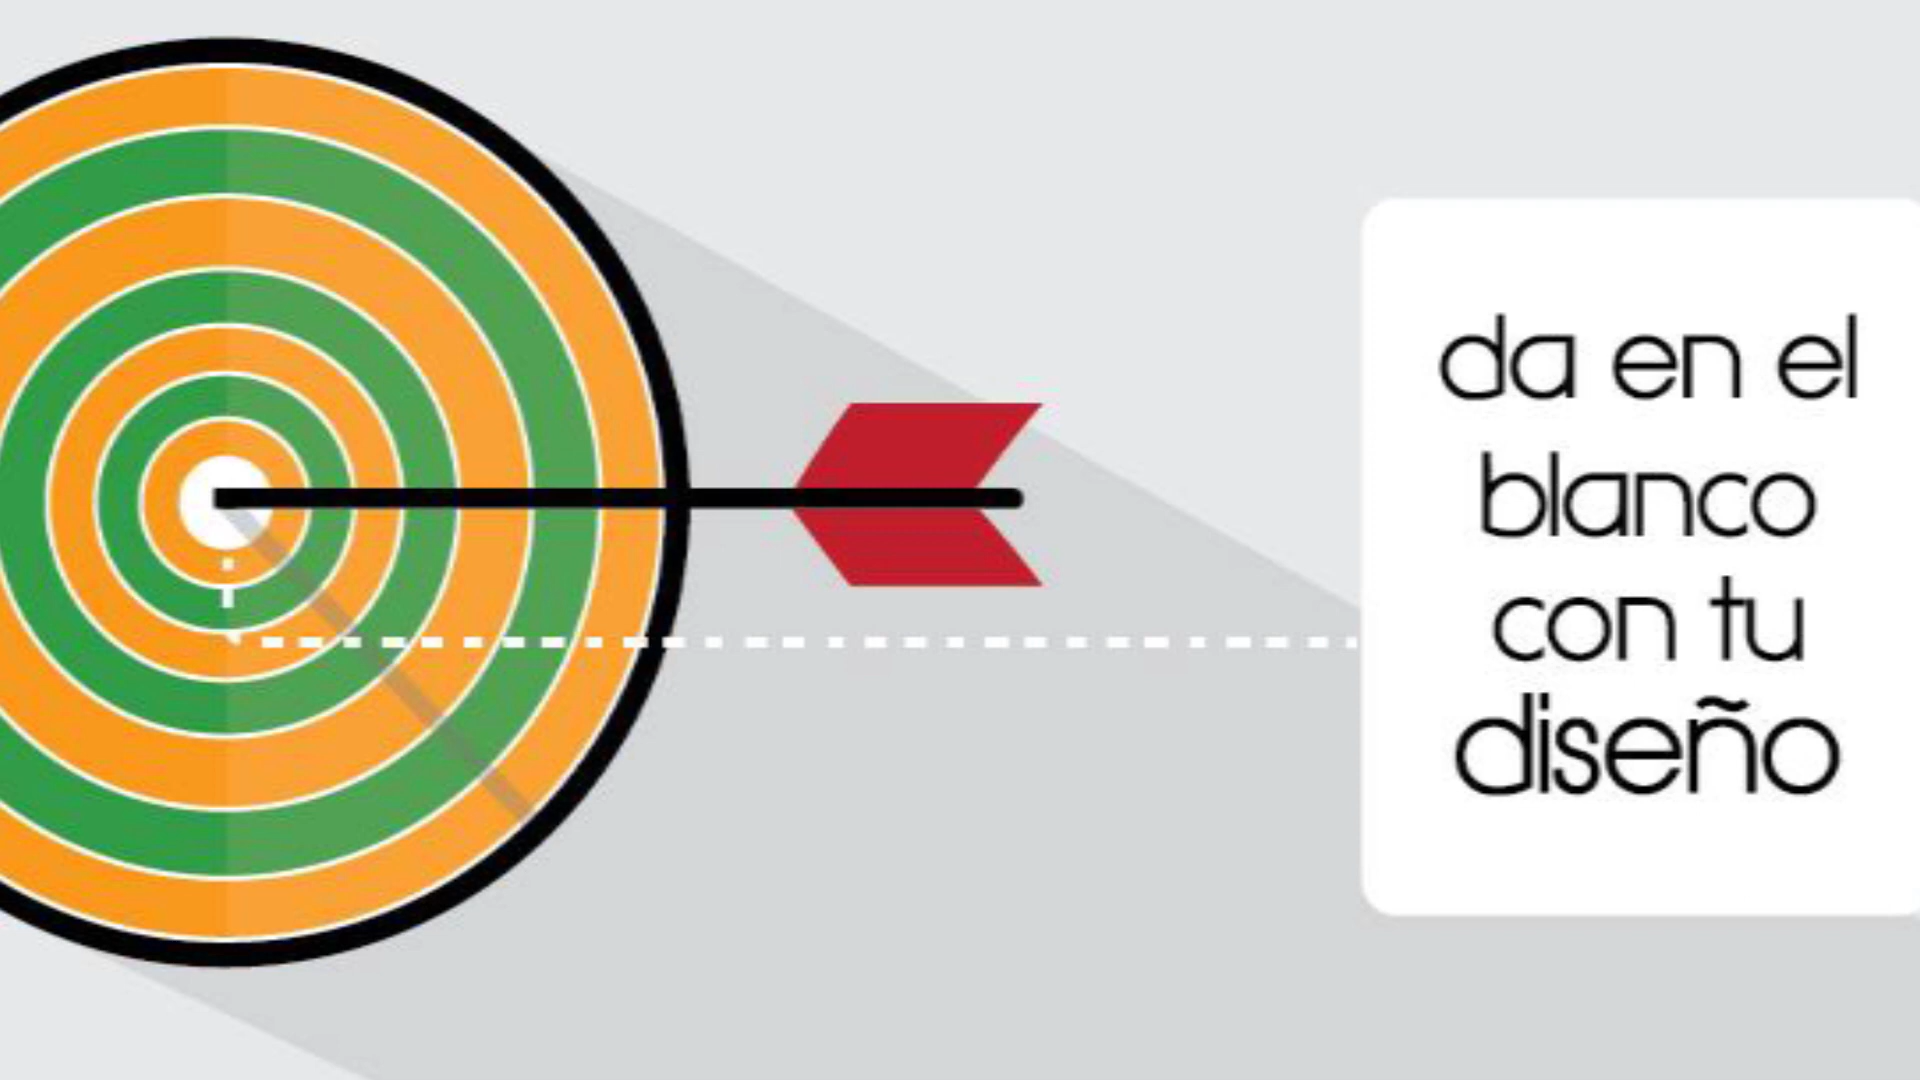 da en el
blanco
con tu
diseño